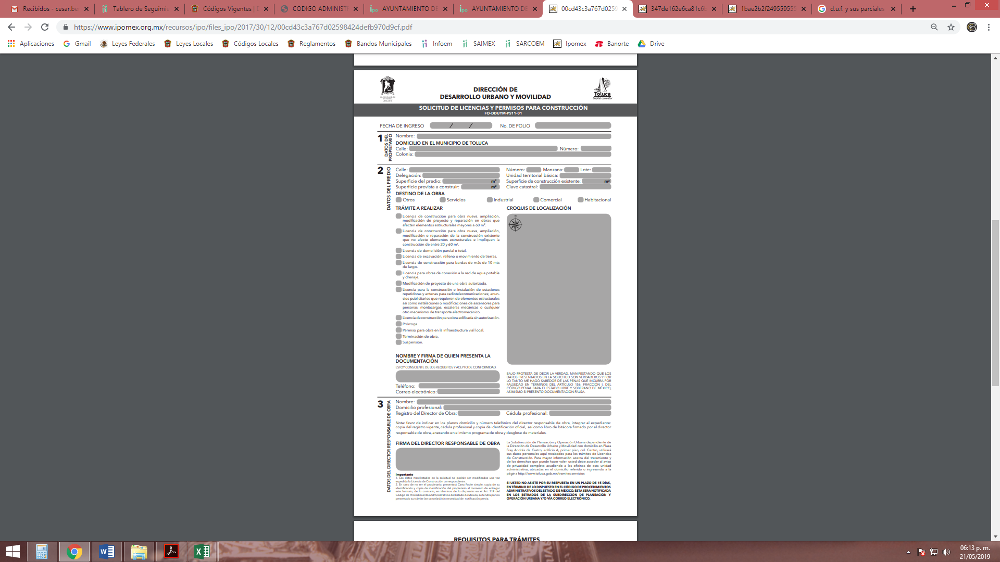 Recibidos - cesar.be
Tablero de Seguimie
Códigos Vigentes | D
CODIGO ADMINISTR
AYUNTAMIENTO DE
AYUNTAMIENTO DE
00cd43c3a767d0259
347de162e6ca81c6b
1bae2b2f249559555
d.u.f. y sus parciales
https://www.ipomex.org.mx/recursos/ipo/files_ipo/2017/30/12/00cd43c3a767d02598424defb970d9cf.pdf
Aplicaciones Gmail Leyes Federales Leyes Locales Códigos Locales Reglamentos Bandos Municipales Infoem SAIMEX SARCOEM Ipomex Banorte Drive
DIRECCIÓN DE
DESARROLLO URBANO Y MOVILIDAD
Toluca
Capital con valor
SOLICITUD DE LICENCIAS Y PERMISOS PARA CONSTRUCCIÓN
FO-DDUYM-PS11-01
FECHA DE INGRESO / / No. DE FOLIO
1 DATOS DEL PROPIETARIO
Nombre:
DOMICILIO EN EL MUNICIPIO DE TOLUCA
Calle: Número:
Colonia:
2 DATOS DEL PREDIO
Calle: Número: Manzana: Lote:
Delegación: Unidad territorial básica:
Superficie del predio: m² Superficie de construcción existente: m²
Superficie prevista a construir: m² Clave catastral:
DESTINO DE LA OBRA
Otros Servicios Industrial Comercial Habitacional
TRÁMITE A REALIZAR
CROQUIS DE LOCALIZACIÓN
N
Licencia de construcción para obra nueva, ampliación,
modificación de proyecto y reparación en obras que
afecten elementos estructurales mayores a 60 m².
Licencia de construcción para obra nueva, ampliación,
modificación o reparación de la construcción existente
que no afecte elementos estructurales e impliquen la
construcción de entre 20 y 60 m².
Licencia de demolición parcial o total.
Licencia de excavación, relleno o movimiento de tierras.
Licencia de construcción para bardas de más de 10 mts
de largo.
Licencia para obras de conexión a la red de agua potable
y drenaje.
Modificación de proyecto de una obra autorizada.
Licencia para la construcción e instalación de estaciones
repetidoras y antenas para radiotelecomunicaciones; anun-
cios publicitarios que requieren de elementos estructurales
así como instalaciones o modificaciones de ascensores para
personas, montacargas, escaleras mecánicas o cualquier
otro mecanismo de transporte electromecánico.
Licencia de construcción para obra edificada sin autorización.
Prórroga.
Permiso para obra en la infraestructura vial local.
Terminación de obra.
Suspensión.
NOMBRE Y FIRMA DE QUIEN PRESENTA LA
DOCUMENTACIÓN
ESTOY CONSCIENTE DE LOS REQUISITOS Y ACEPTO DE CONFORMIDAD.
Teléfono:
Correo electrónico:
BAJO PROTESTA DE DECIR LA VERDAD, MANIFESTANDO QUE LOS
DATOS PRESENTADOS EN LA SOLICITUD SON VERDADEROS Y POR
LO TANTO ME HAGO SABEDOR DE LAS PENAS QUE INCURRA POR
FALSEDAD EN TÉRMINOS DEL ARTÍCULO 156, FRACCIÓN I, DEL
CÓDIGO PENAL PARA EL ESTADO LIBRE Y SOBERANO DE MÉXICO,
ASÍMISMO SI PRESENTO DOCUMENTACIÓN FALSA.
3 DATOS DEL DIRECTOR RESPONSABLE DE OBRA
Nombre:
Domicilio profesional:
Registro del Director de Obra: Cédula profesional:
Nota: favor de indicar en los planos domicilio y número telefónico del director responsable de obra, integrar al expediente:
copia del registro vigente, cédula profesional y copia de identificación oficial, así como libro de bitácora firmado por el director
responsable de obra, anexando en el mismo programa de obra y desglose de materiales.
FIRMA DEL DIRECTOR RESPONSABLE DE OBRA
Importante
1. Los datos manifestados en la solicitud no podrán ser modificados una vez
expedida la Licencia de Construcción correspondiente.
2. En caso de no ser el propietario, presentará Carta Poder simple, copia de su
identificación y copia de identificación del propietario al momento de entregar
este formato, de lo contrario, en términos de lo dispuesto en el Art. 119 del
Código de Procedimientos Administrativos del Estado de México, se tendrá por no
presentado su trámite (se cancelará) sin necesidad de notificación previa.
La Subdirección de Planeación y Operación Urbana dependiente de
la Dirección de Desarrollo Urbano y Movilidad con domicilio en Plaza
Fray Andrés de Castro, edificio A, primer piso, col. Centro, utilizará
sus datos personales aquí recabados para los trámites de Licencias
de Construcción. Para mayor información acerca del tratamiento y
de los derechos que puede hacer valer, usted debe acceder al aviso
de privacidad completo acudiendo a las oficinas de esta unidad
administrativa, ubicadas en el domicilio referido o ingresando a la
página http://www.toluca.gob.mx/tramites.servicios
SI USTED NO ASISTE POR SU RESPUESTA EN UN PLAZO DE 15 DÍAS,
EN TÉRMINO DE LO DISPUESTO EN EL CÓDIGO DE PROCEDIMIENTOS
ADMINISTRATIVOS DEL ESTADO DE MÉXICO, ÉSTA SERÁ NOTIFICADA
EN LOS ESTRADOS DE LA SUBDIRECCIÓN DE PLANEACIÓN Y
OPERACIÓN URBANA Y/O VÍA CORREO ELECTRÓNICO.
REQUISITOS PARA TRÁMITES
06:13 p. m.
21/05/2019